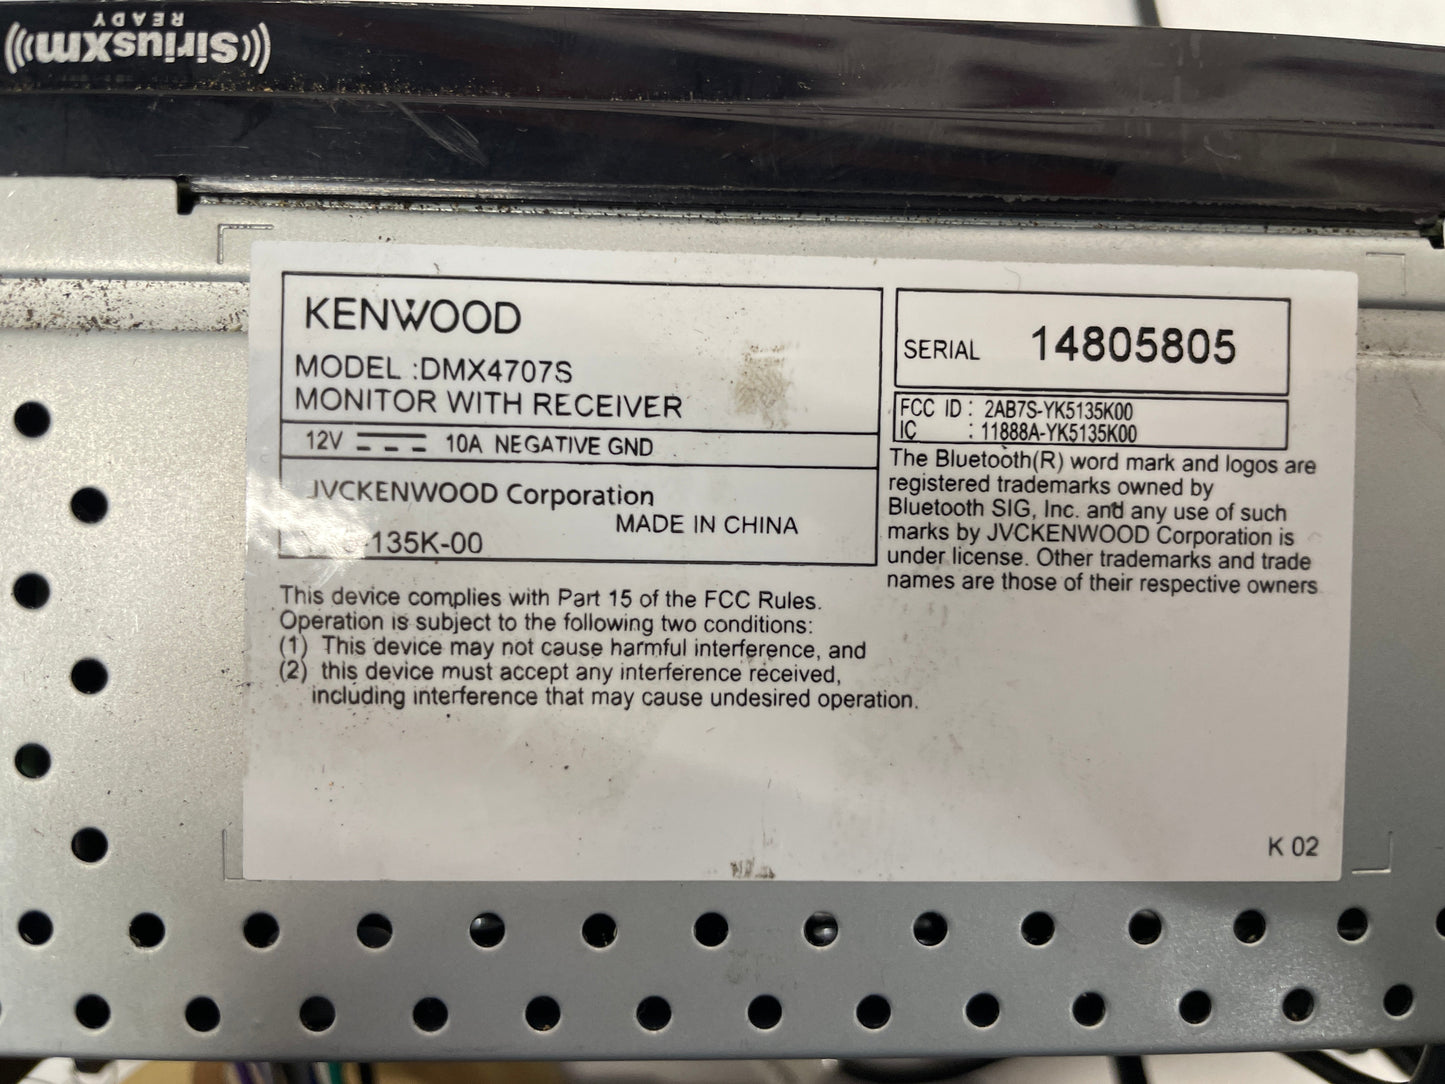 SiriusXm
READY
KENWOOD
MODEL :DMX4707S
MONITOR WITH RECEIVER
12V 10A NEGATIVE GND
JVCKENWOOD Corporation
MADE IN CHINA
135K-00
This device complies with Part 15 of the FCC Rules.
Operation is subject to the following two conditions:
(1) This device may not cause harmful interference, and
(2) this device must accept any interference received,
including interference that may cause undesired operation.
SERIAL 14805805
FCC ID : 2AB7S-YK5135K00
IC : 11888A-YK5135K00
The Bluetooth(R) word mark and logos are
registered trademarks owned by
Bluetooth SIG, Inc. and any use of such
marks by JVCKENWOOD Corporation is
under license. Other trademarks and trade
names are those of their respective owners
K 02